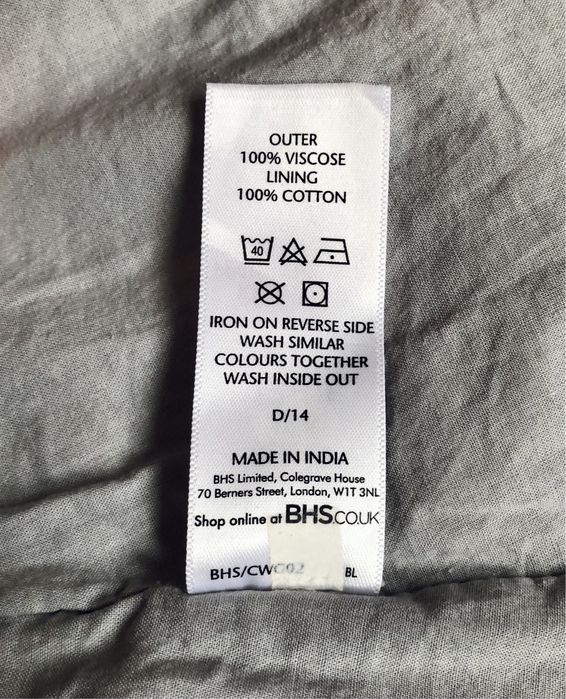 OUTER
100% VISCOSE
LINING
100% COTTON
40
IRON ON REVERSE SIDE
WASH SIMILAR
COLOURS TOGETHER
WASH INSIDE OUT
D/14
MADE IN INDIA
BHS Limited, Colegrave House
70 Berners Street, London, W1T 3NL
Shop online at BHS.CO.UK
BL